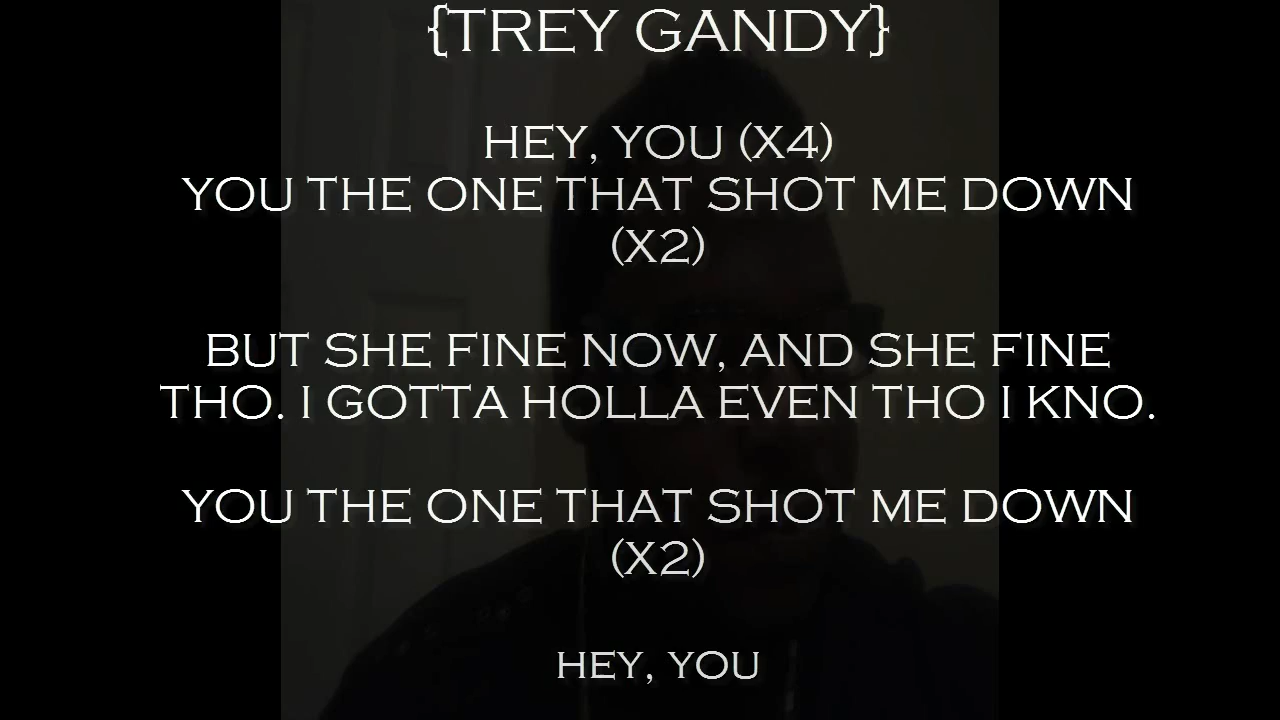 {TREY GANDY}
HEY, YOU (X4)
YOU THE ONE THAT SHOT ME DOWN
(X2)
BUT SHE FINE NOW, AND SHE FINE
THO. I GOTTA HOLLA EVEN THO I KNO.
YOU THE ONE THAT SHOT ME DOWN
(X2)
HEY, YOU